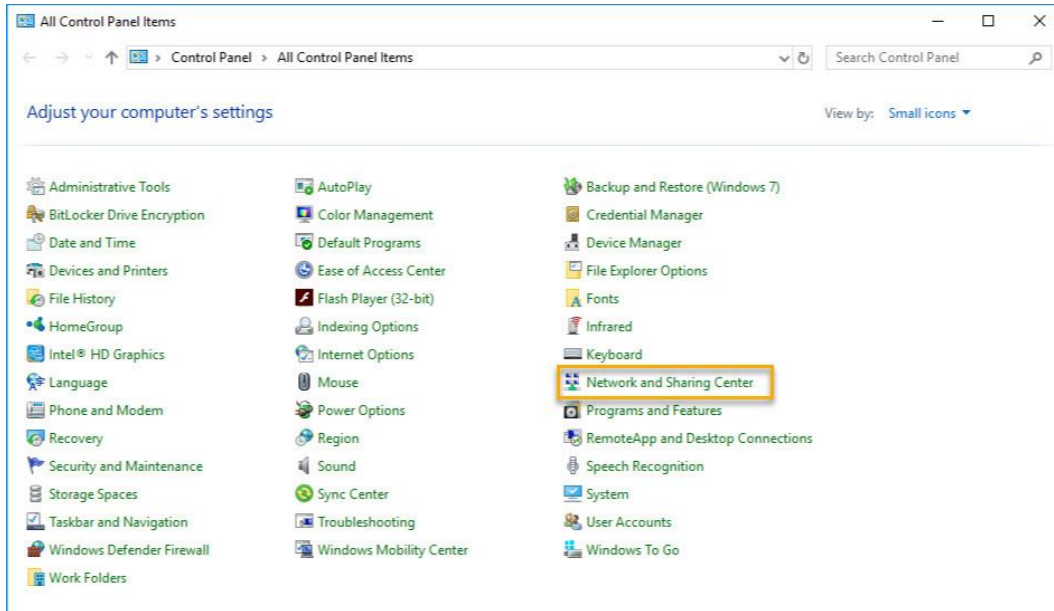 All Control Panel Items
Control Panel > All Control Panel Items
Search Control Panel
Adjust your computer's settings
View by: Small icons
Administrative Tools
AutoPlay
Backup and Restore (Windows 7)
BitLocker Drive Encryption
Color Management
Credential Manager
Date and Time
Default Programs
Device Manager
Devices and Printers
Ease of Access Center
File Explorer Options
File History
Flash Player (32-bit)
Fonts
HomeGroup
Indexing Options
Infrared
Intel® HD Graphics
Internet Options
Keyboard
Language
Mouse
Network and Sharing Center
Phone and Modem
Power Options
Programs and Features
Recovery
Region
RemoteApp and Desktop Connections
Security and Maintenance
Sound
Speech Recognition
Storage Spaces
Sync Center
System
Taskbar and Navigation
Troubleshooting
User Accounts
Windows Defender Firewall
Windows Mobility Center
Windows To Go
Work Folders